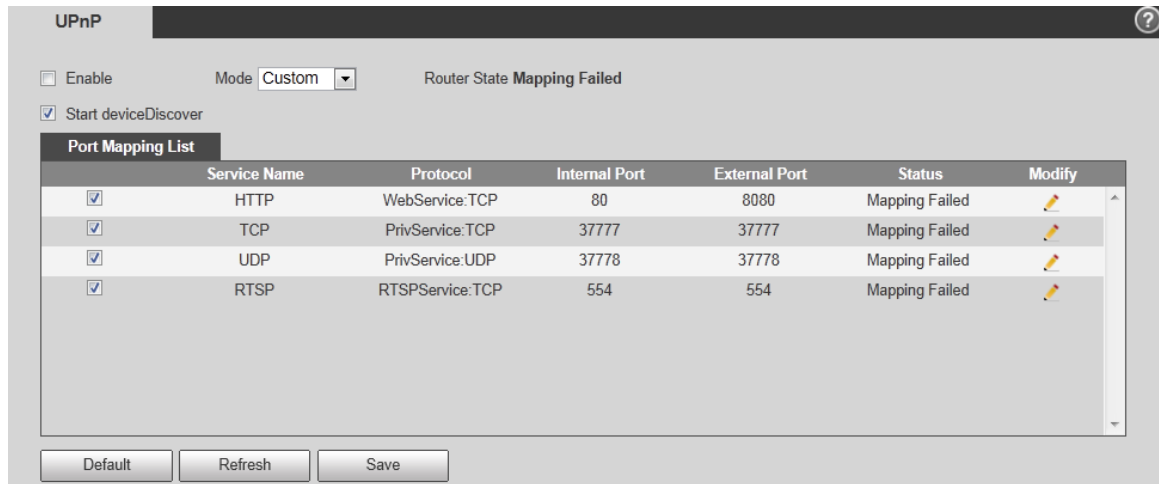 UPnP
Enable Mode Custom Router State Mapping Failed
Start deviceDiscover
Port Mapping List
Service Name Protocol Internal Port External Port Status Modify
HTTP WebService:TCP 80 8080 Mapping Failed
TCP PrivService:TCP 37777 37777 Mapping Failed
UDP PrivService:UDP 37778 37778 Mapping Failed
RTSP RTSPService:TCP 554 554 Mapping Failed
Default Refresh Save